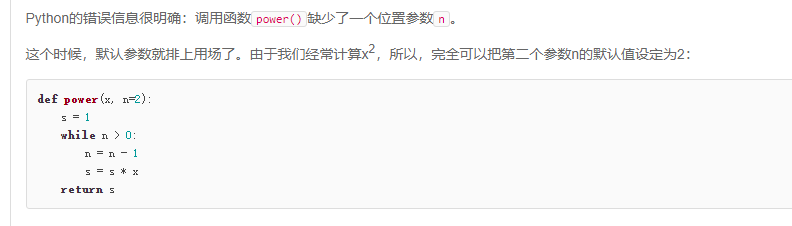 Python的错误信息很明确：调用函数power()缺少了一个位置参数n。
这个时候，默认参数就排上用场了。由于我们经常计算x2，所以，完全可以把第二个参数n的默认值设定为2：
def power(x, n=2):
    s = 1
    while n > 0:
        n = n - 1
        s = s * x
    return s